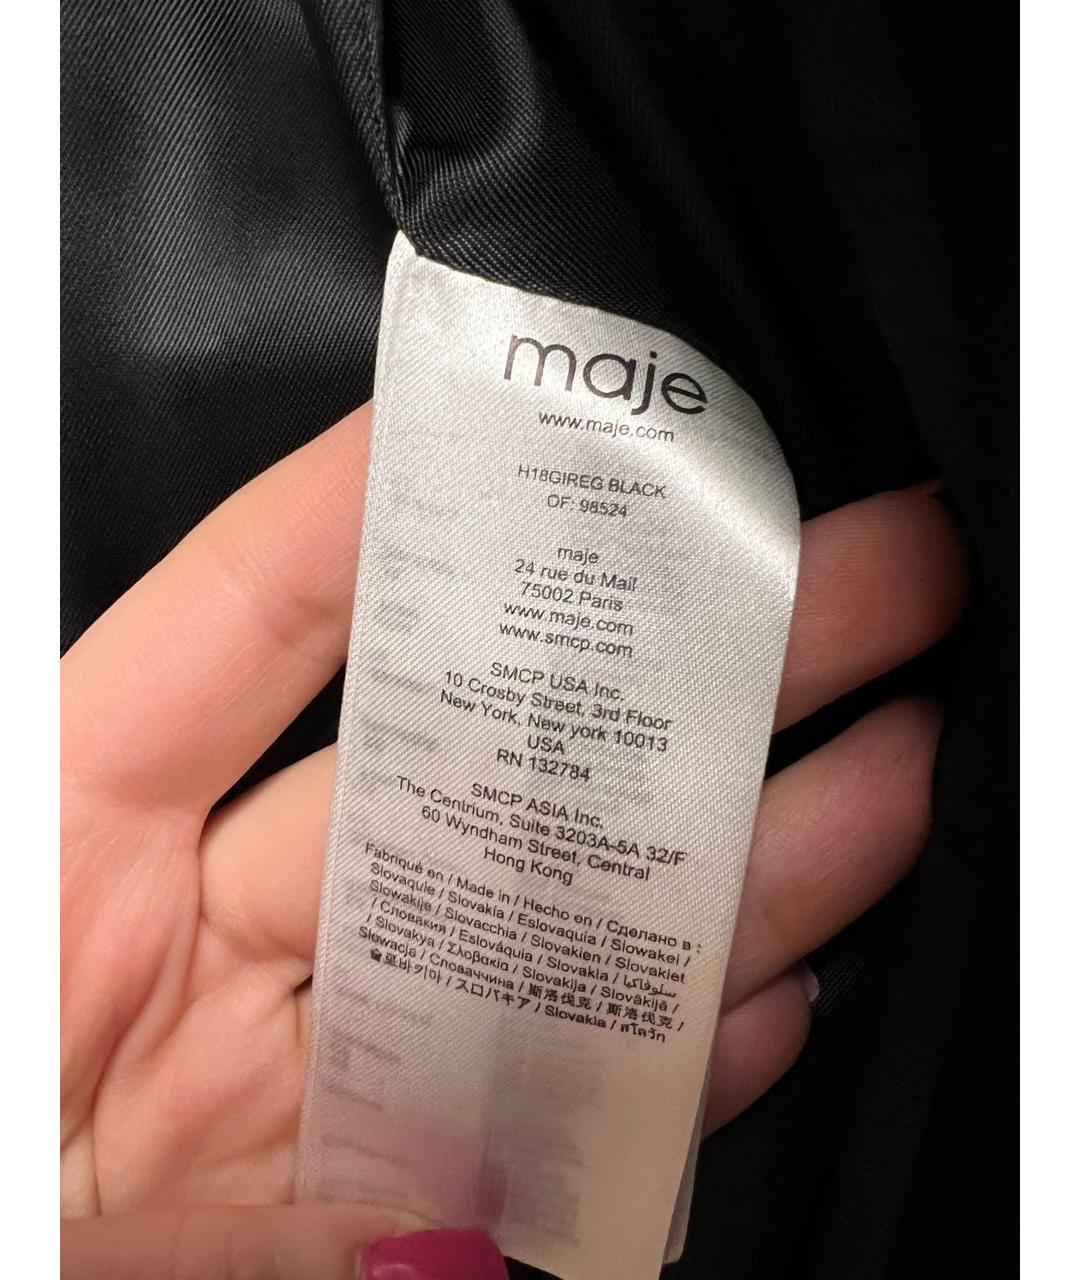 maje
www.maje.com
H18GIREG BLACK
OF: 98524
maje
24 rue du Mail
75002 Paris
www.maje.com
www.smcp.com
SMCP USA Inc.
10 Crosby Street, 3rd Floor
New York, New york 10013
USA
RN 132784
SMCP ASIA Inc.
The Centrium, Suite 3203A-5A 32/F
60 Wyndham Street, Central
Hong Kong
Fabriqué en / Made in / Hecho en / Сделано в :
Slovaquie / Slovakia / Eslovaquia / Slowakei /
Slowakije / Slovacchia / Slovakien / Slovakiet
/ Словакия / Eslováquia / Slovakia / سلوفاكيا
/ Slovakya / Σλοβακία / Slovakija / Slovākijā /
Slowacja / Словаччина / 斯洛伐克 / 斯洛伐克 /
슬로바키아 / スロバキア / Slovakia / สโลวัก